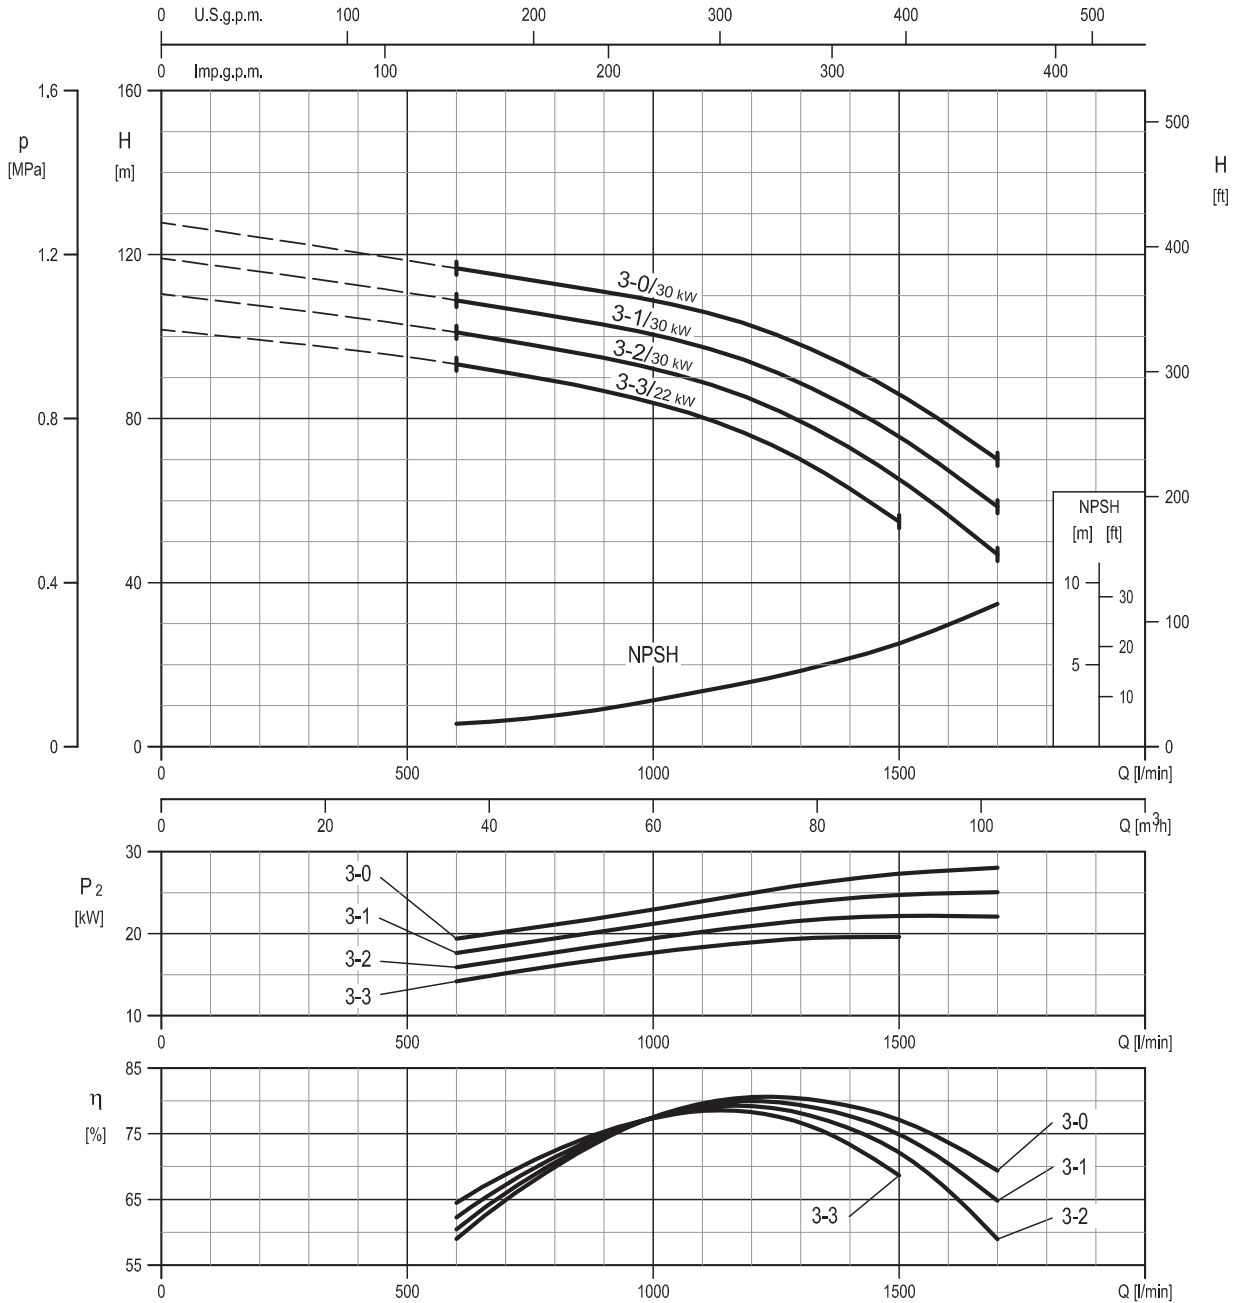 0 U.S.g.p.m. 100 200 300 400 500
0 Imp.g.p.m. 100 200 300 400
1.6 160
p H 500
[MPa] [m] H
[ft]
400
1.2 120
3-0/30 kW
3-1/30 kW
3-2/30 kW
3-3/22 kW
300
0.8 80
200
NPSH
[m] [ft]
0.4 40 10
30
NPSH
20
5
100
10
0 0 0
0 500 1000 1500 Q [l/min]
0 20 40 60 80 100 Q [m³h]
30
3-0
P2
[kW]
3-1
20
3-2
3-3
10
0 500 1000 1500 Q [l/min]
85
η
[%]
3-0
75
3-1
65
3-3 3-2
55
0 500 1000 1500 Q [l/min]